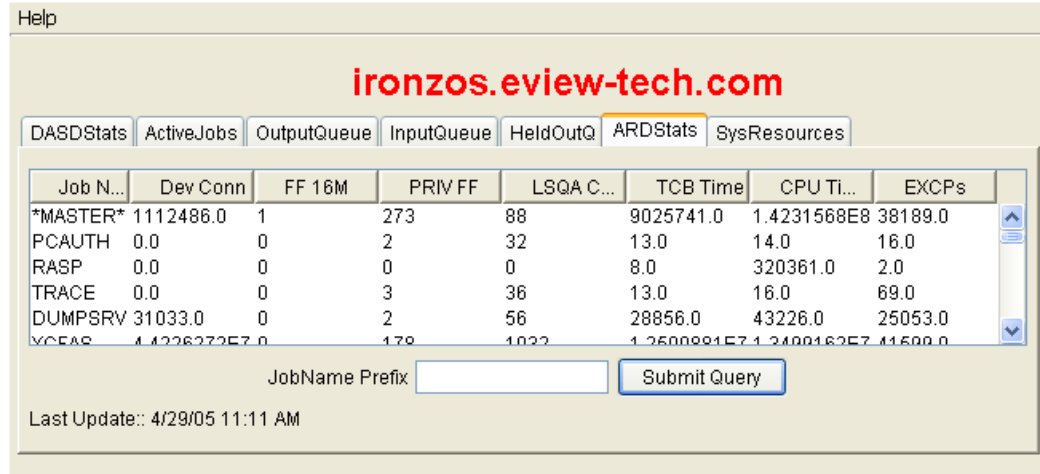 Help
ironzos.eview-tech.com
DASDStats ActiveJobs OutputQueue InputQueue HeldOutQ ARDStats SysResources
Job N... Dev Conn FF 16M PRIV FF LSQA C... TCB Time CPU Ti... EXCPs
*MASTER* 1112486.0 1 273 88 9025741.0 1.4231568E8 38189.0
PCAUTH 0.0 0 2 32 13.0 14.0 16.0
RASP 0.0 0 0 0 8.0 320361.0 2.0
TRACE 0.0 0 3 36 13.0 16.0 69.0
DUMPSRV 31033.0 0 2 56 28856.0 43226.0 25053.0
0 178 1032
JobName Prefix Submit Query
Last Update:: 4/29/05 11:11 AM